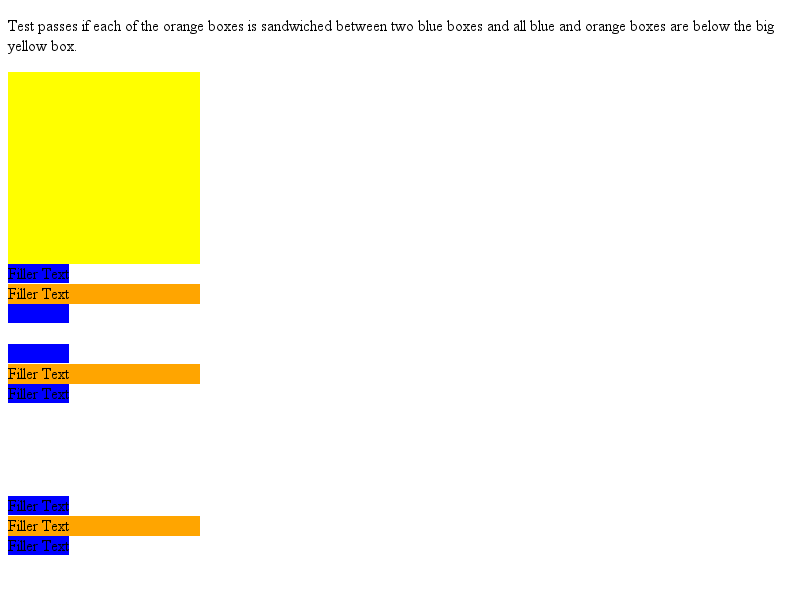 Test passes if each of the orange boxes is sandwiched between two blue boxes and all blue and orange boxes are below the big
yellow box.
Filler Text
Filler Text
Filler Text
Filler Text
Filler Text
Filler Text
Filler Text